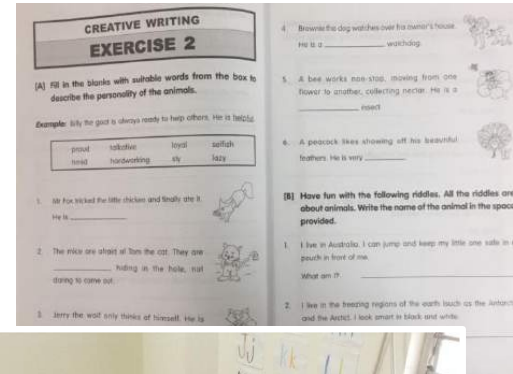 CREATIVE WRITING
EXERCISE 2
[A] Fill in the blanks with suitable words from the box to
describe the personality of the animals.
Example: Billy the goat is always ready to help others. He is helpful.
proud talkative loyal selfish
timid hardworking sly lazy
1. Mr Fox tricked the little chicken and finally ate it.
He is
2. The mice are afraid of Tom the cat. They are
hiding in the hole, not
daring to come out.
3. Jerry the wolf only thinks of himself. He is
4. Brownie the dog watches over his owner's house.
He is a watchdog.
5. A bee works non-stop, moving from one
flower to another, collecting nectar. He is a
insect.
6. A peacock likes showing off his beautiful
feathers. He is very
[B] Have fun with the following riddles. All the riddles are
about animals. Write the name of the animal in the space
provided.
1. I live in Australia. I can jump and keep my little one safe in
pouch in front of me.
What am I?
2. I live in the freezing regions of the earth (such as the Antarct
and the Arctic). I look smart in black and white.
Jj Kk